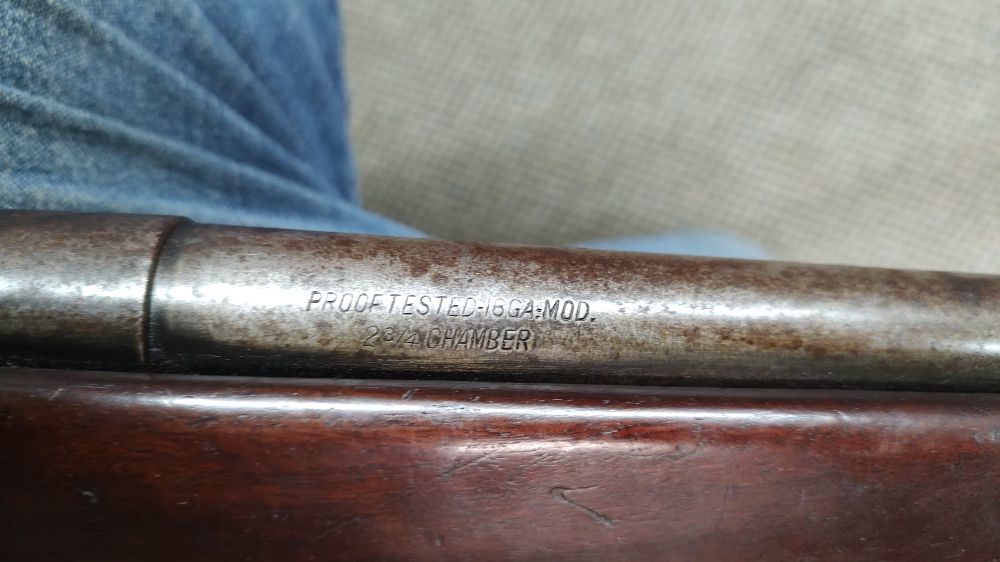 PROOF TESTED-16GA-MOD.
2 3/4 CHAMBER